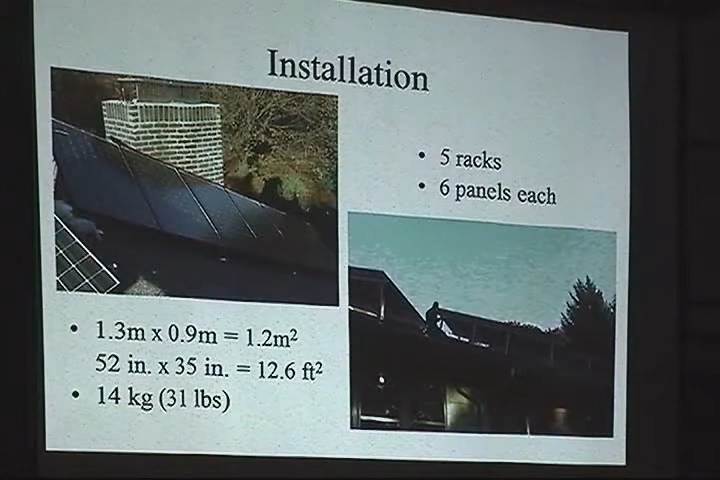 Installation
• 5 racks
• 6 panels each
• 1.3m x 0.9m = 1.2m²
52 in. x 35 in. = 12.6 ft²
• 14 kg (31 lbs)